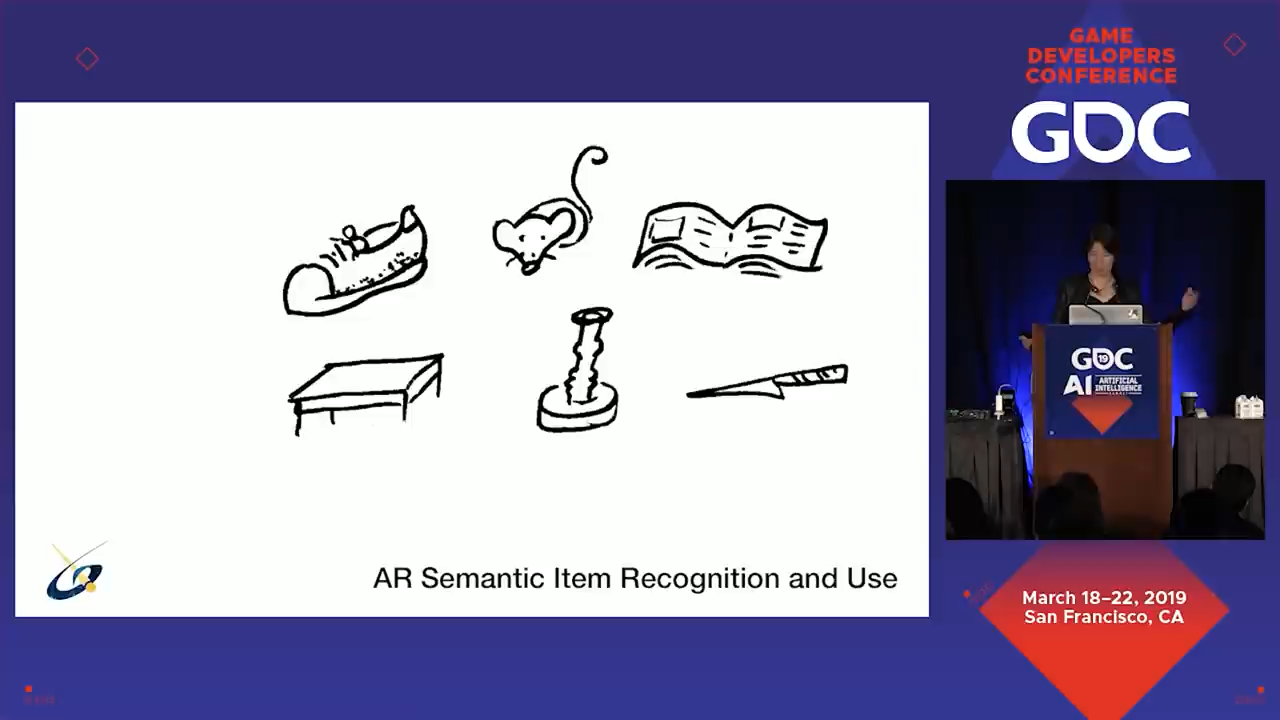 GAME
DEVELOPERS
CONFERENCE
GDC
AR Semantic Item Recognition and Use
GDC
19
AI
ARTIFICIAL
INTELLIGENCE
March 18–22, 2019
San Francisco, CA